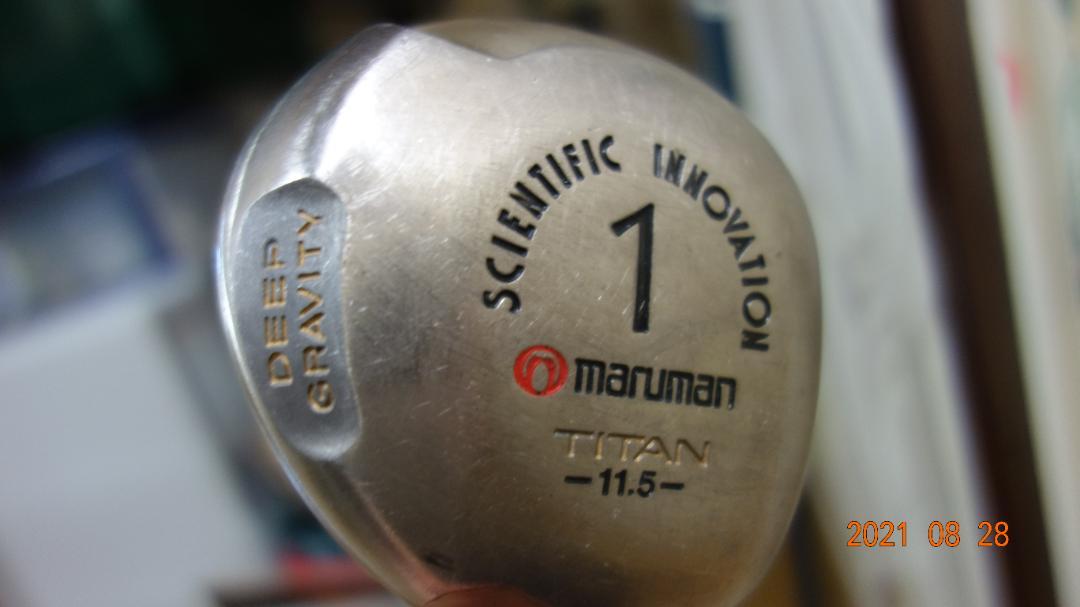 SCIENTIFIC INNOVATION
1
maruman
TITAN
-11.5-
DEEP
GRAVITY
2021 08 28